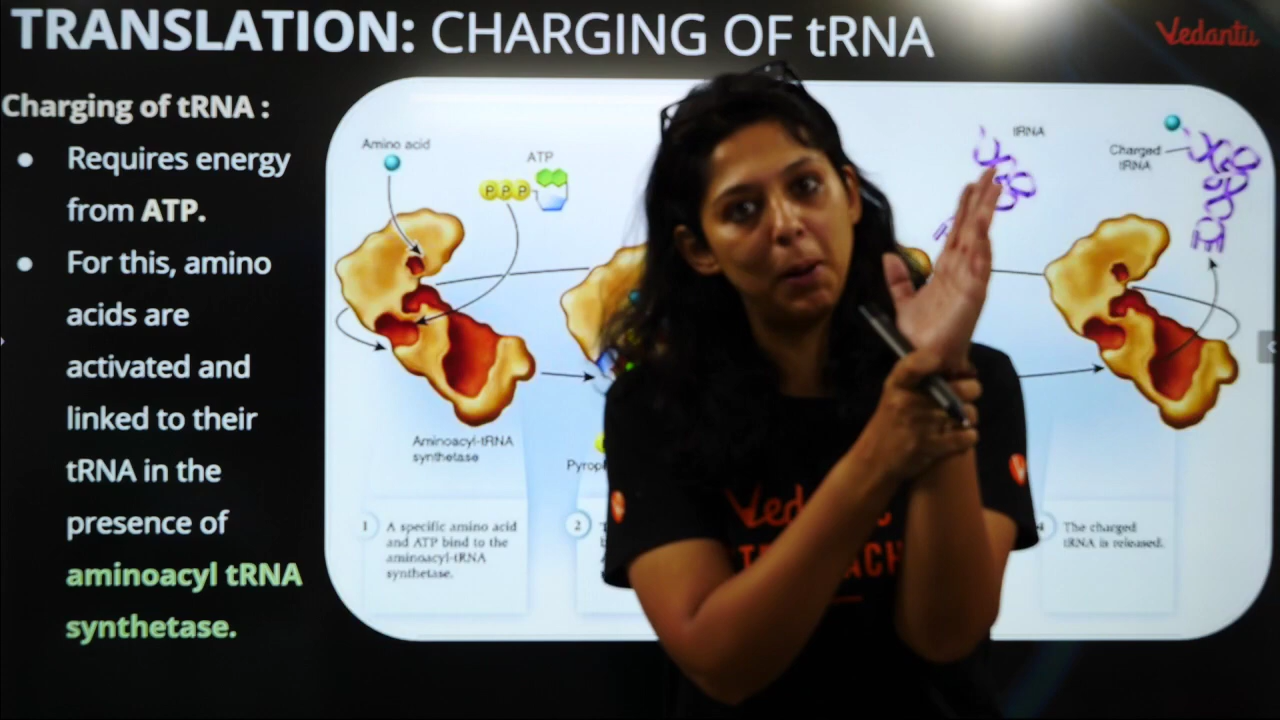 TRANSLATION: CHARGING OF tRNA
Vedantu
Charging of tRNA :
● Requires energy
from ATP.
● For this, amino
acids are
activated and
linked to their
tRNA in the
presence of
aminoacyl tRNA
synthetase.
Amino acid
ATP
P P P
tRNA
Charged
tRNA
Aminoacyl-tRNA
synthetase
1 A specific amino acid
and ATP bind to the
aminoacyl-tRNA
synthetase.
2
4 The charged
tRNA is released.